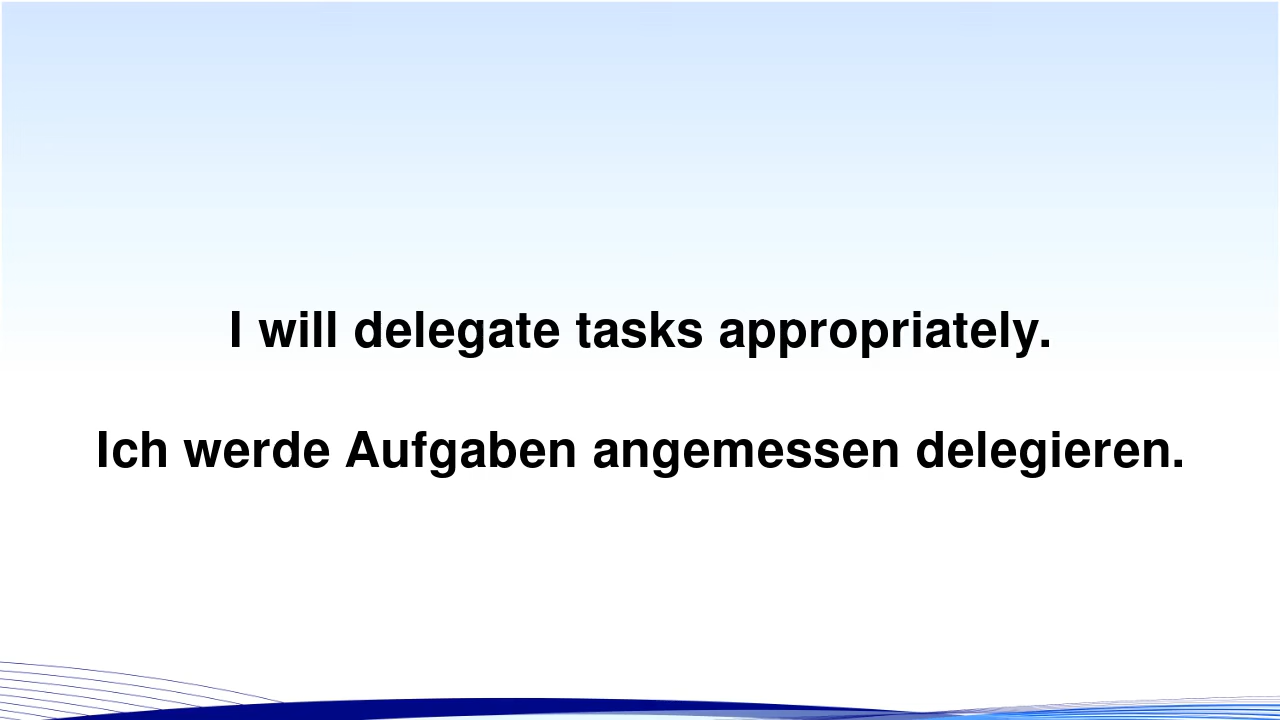 I will delegate tasks appropriately.
Ich werde Aufgaben angemessen delegieren.